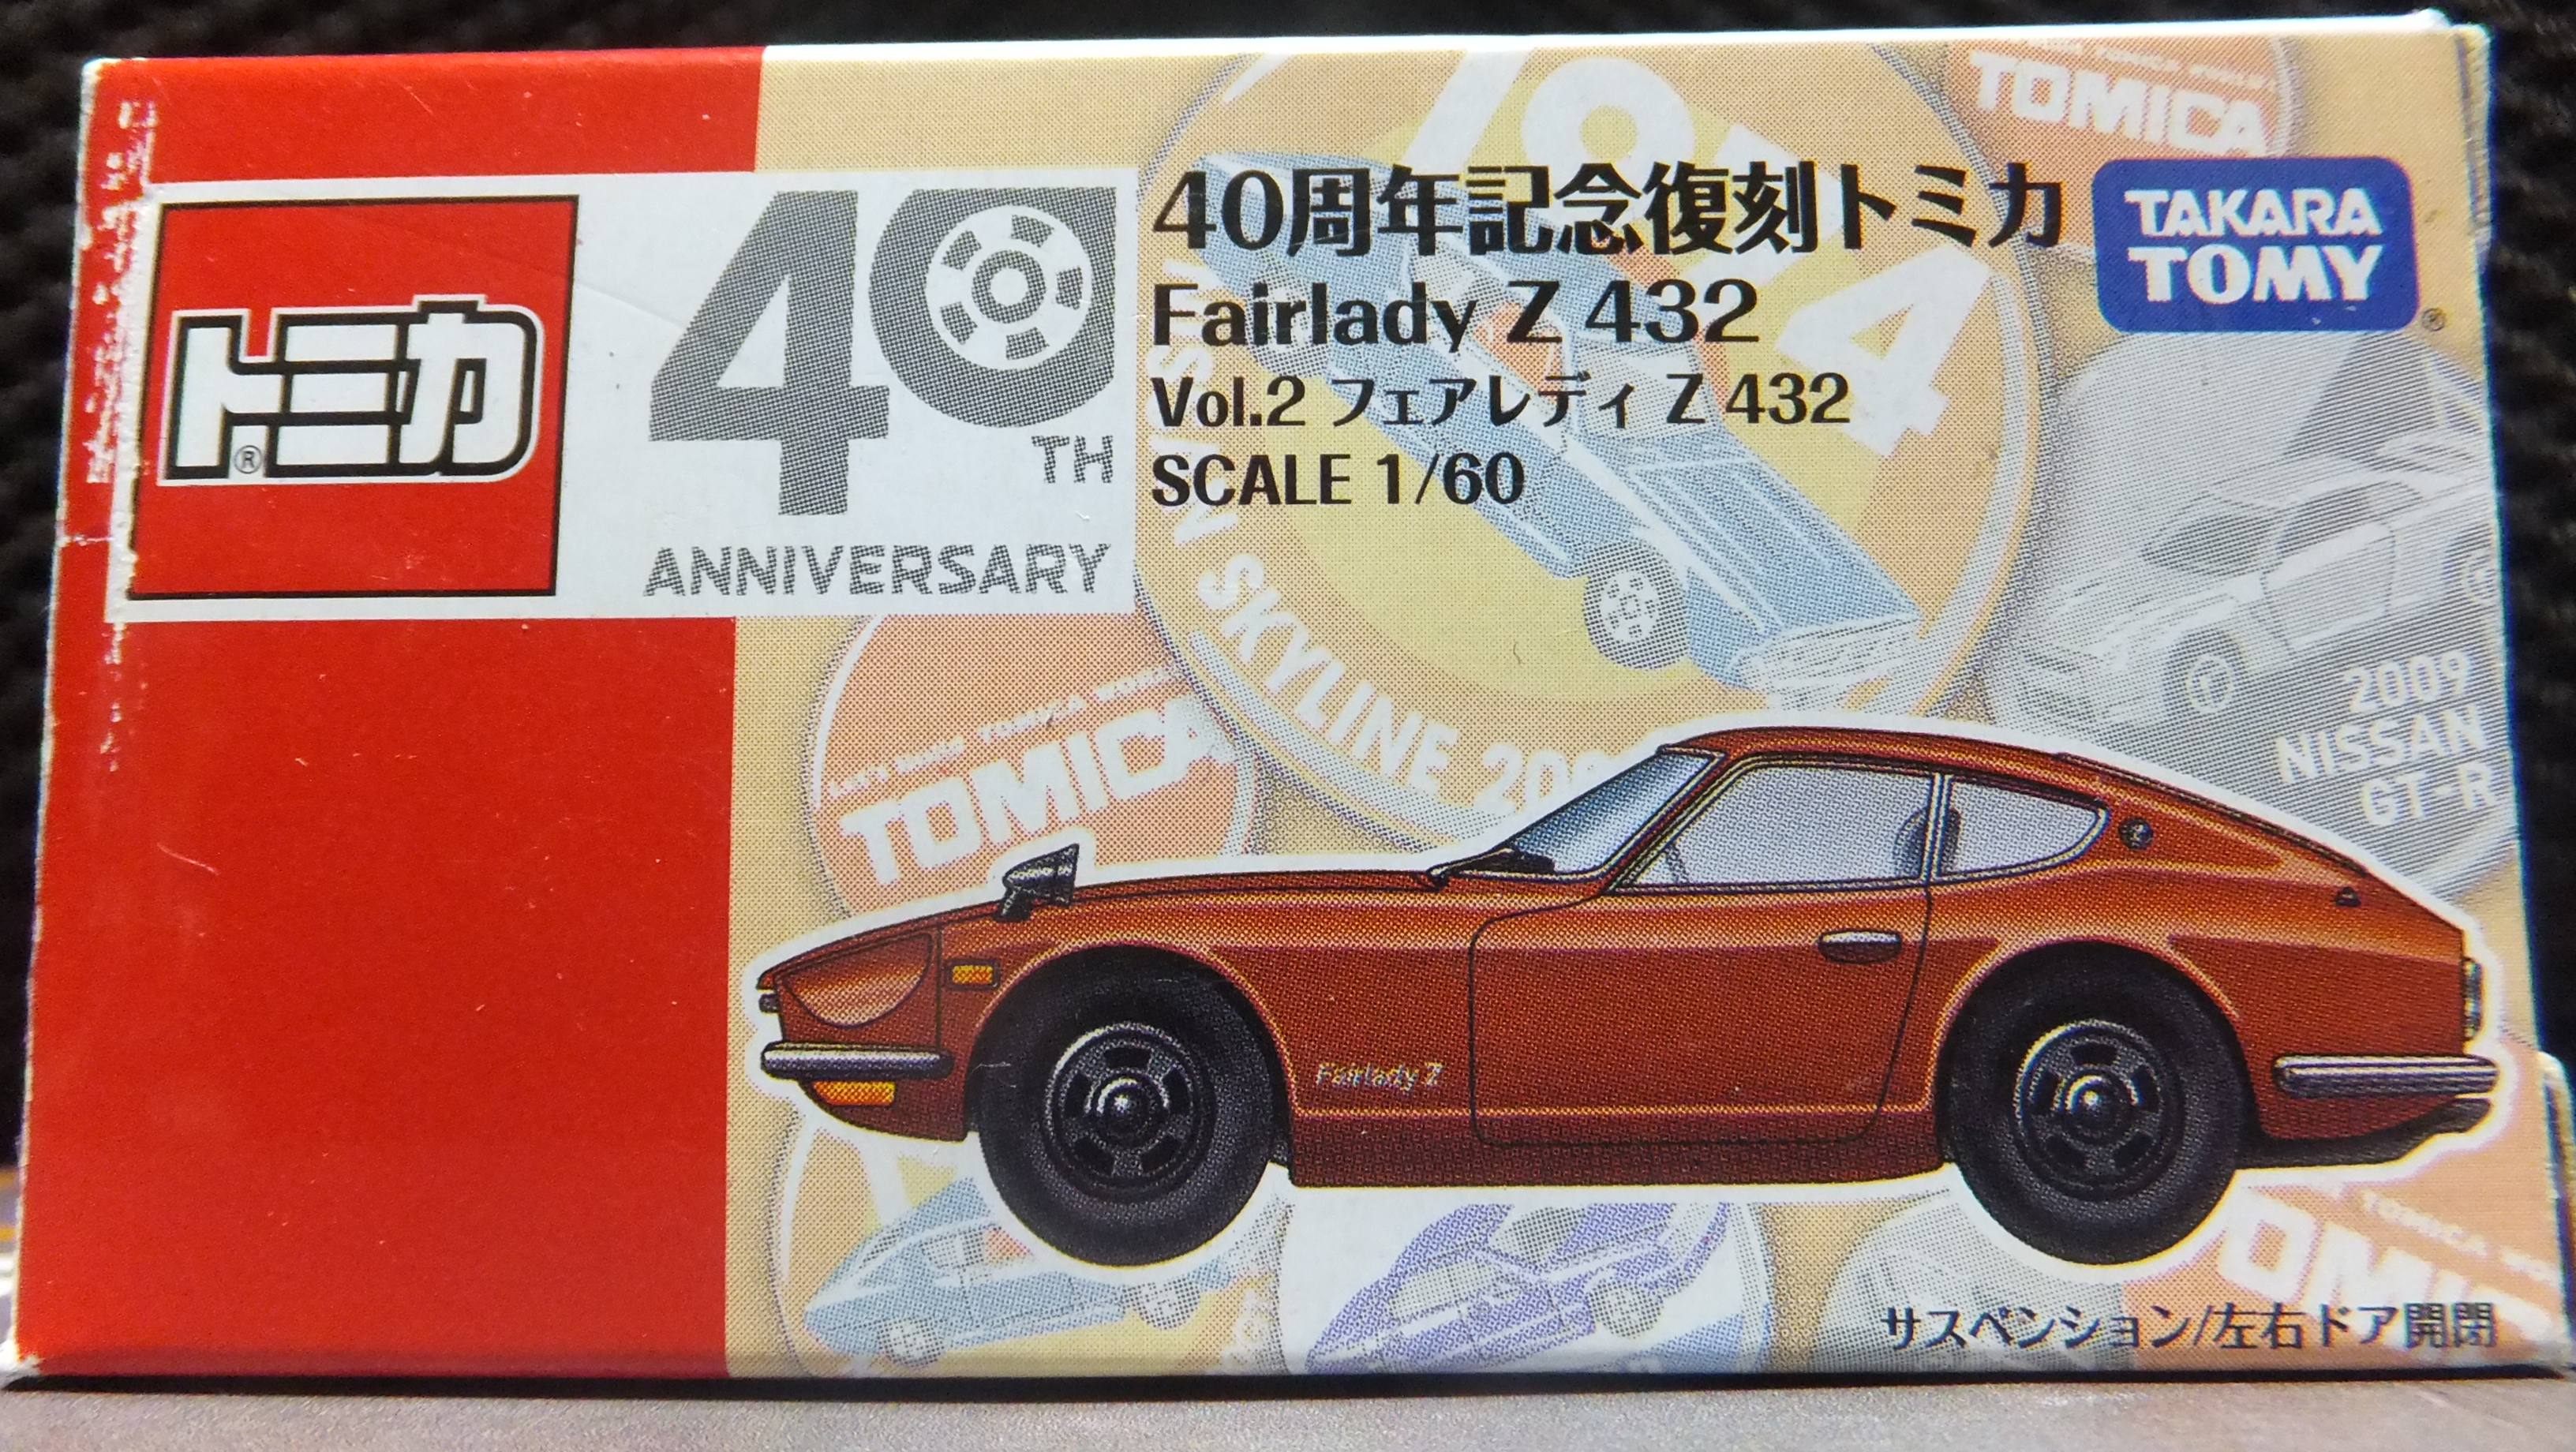 トミカ®
40
TH
ANNIVERSARY
40周年記念復刻トミカ
Fairlady Z 432
Vol.2 フェアレディ Z 432
SCALE 1/60
TAKARA
TOMY
®
TOMICA
SKYLINE
2009
NISSAN
GT-R
TOMICA
Fairlady Z
TOMICA
サスペンション/左右ドア開閉